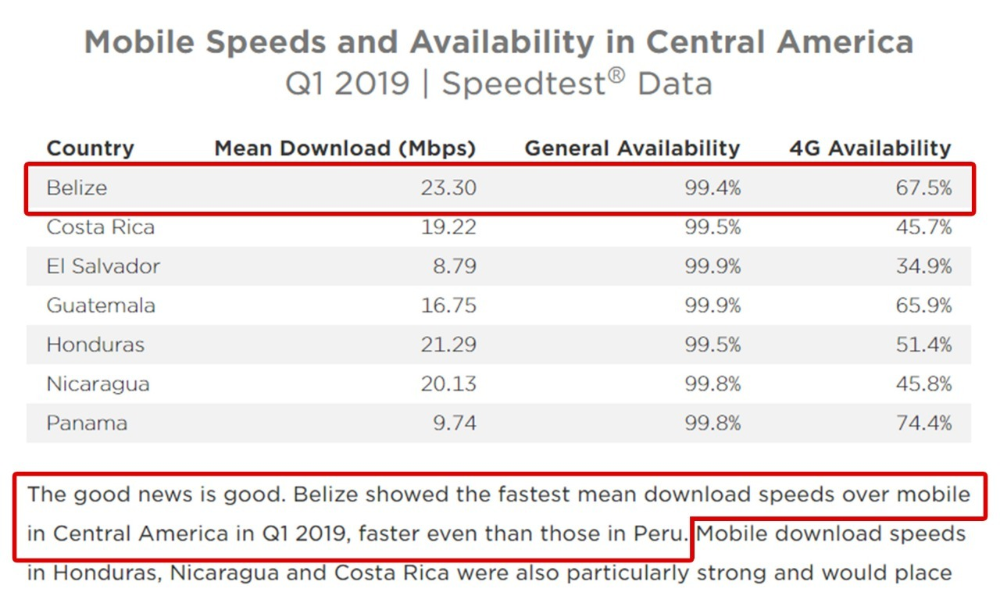 Mobile Speeds and Availability in Central America
Q1 2019 | Speedtest® Data
Country Mean Download (Mbps) General Availability 4G Availability
Belize 23.30 99.4% 67.5%
Costa Rica 19.22 99.5% 45.7%
El Salvador 8.79 99.9% 34.9%
Guatemala 16.75 99.9% 65.9%
Honduras 21.29 99.5% 51.4%
Nicaragua 20.13 99.8% 45.8%
Panama 9.74 99.8% 74.4%
The good news is good. Belize showed the fastest mean download speeds over mobile
in Central America in Q1 2019, faster even than those in Peru. Mobile download speeds
in Honduras, Nicaragua and Costa Rica were also particularly strong and would place